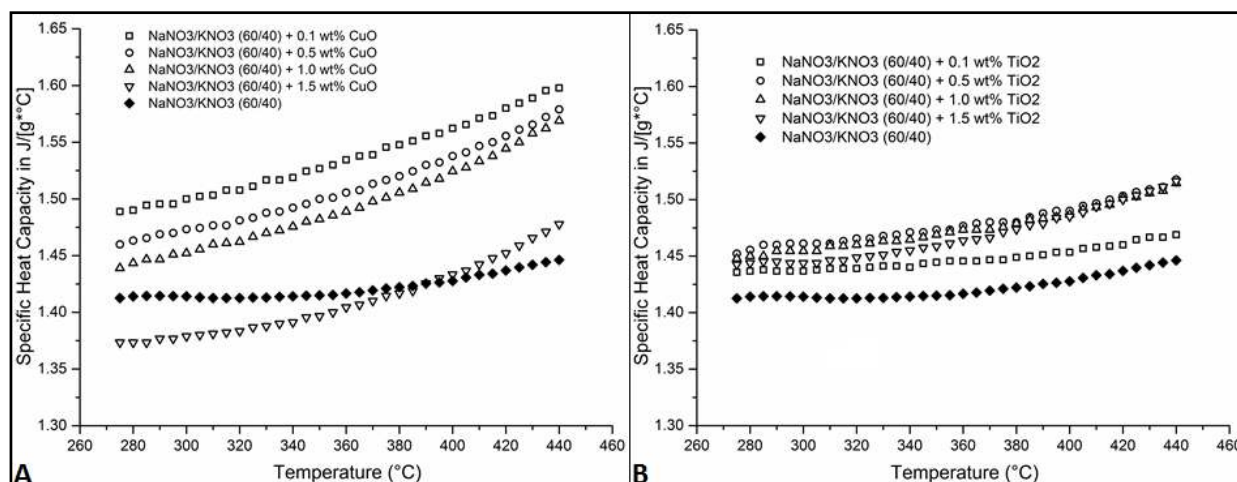 1.65
1.60
1.55
1.50
1.45
1.40
1.35
1.30
Specific Heat Capacity in J/[g*°C]
NaNO3/KNO3 (60/40) + 0.1 wt% CuO
NaNO3/KNO3 (60/40) + 0.5 wt% CuO
NaNO3/KNO3 (60/40) + 1.0 wt% CuO
NaNO3/KNO3 (60/40) + 1.5 wt% CuO
NaNO3/KNO3 (60/40)
260 280 300 320 340 360 380 400 420 440 460
Temperature (°C)
A
1.65
1.60
1.55
1.50
1.45
1.40
1.35
1.30
Specific Heat Capacity in J/[g*°C]
NaNO3/KNO3 (60/40) + 0.1 wt% TiO2
NaNO3/KNO3 (60/40) + 0.5 wt% TiO2
NaNO3/KNO3 (60/40) + 1.0 wt% TiO2
NaNO3/KNO3 (60/40) + 1.5 wt% TiO2
NaNO3/KNO3 (60/40)
260 280 300 320 340 360 380 400 420 440 460
Temperature (°C)
B